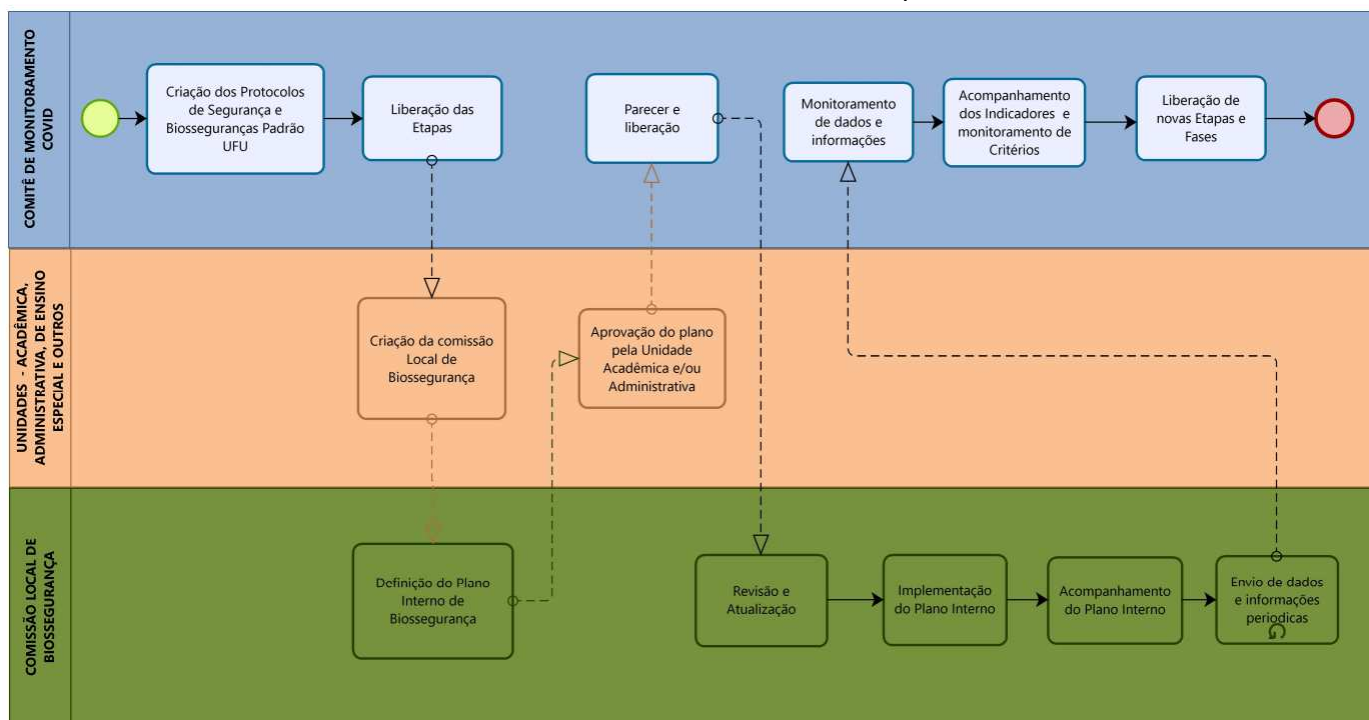 COMITÊ DE MONITORAMENTO
COVID
Criação dos Protocolos
de Segurança e
Biosseguranças Padrão
UFU
Liberação das
Etapas
Parecer e
liberação
Monitoramento
de dados e
informações
Acompanhamento
dos Indicadores e
monitoramento de
Critérios
Liberação de
novas Etapas e
Fases
UNIDADES - ACADÊMICA,
ADMINISTRATIVA, DE ENSINO
ESPECIAL E OUTROS
Criação da comissão
Local de
Biossegurança
Aprovação do plano
pela Unidade
Acadêmica e/ou
Administrativa
COMISSÃO LOCAL DE
BIOSSEGURANÇA
Definição do Plano
Interno de
Biossegurança
Revisão e
Atualização
Implementação
do Plano Interno
Acompanhamento
do Plano Interno
Envio de dados
e informações
periodicas